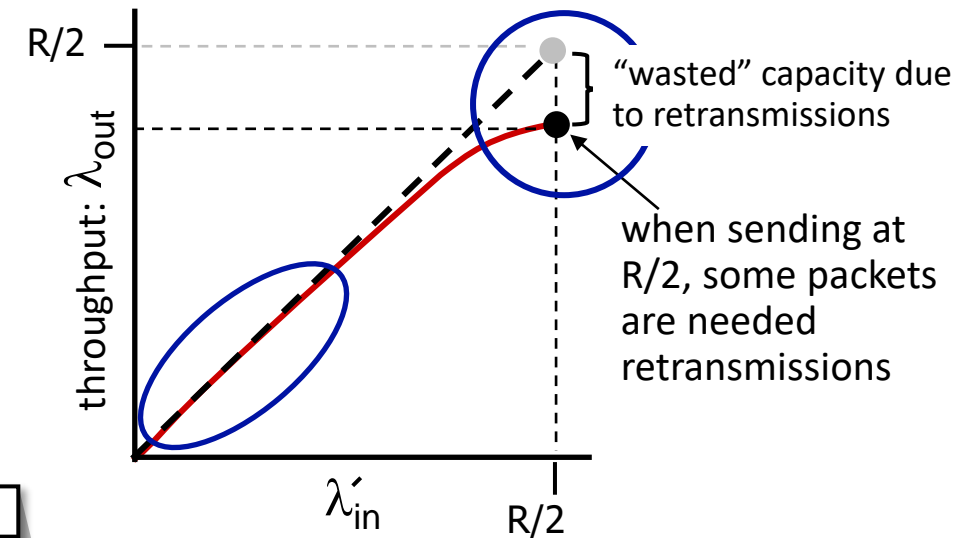 R/2
throughput: λout
“wasted” capacity due
to retransmissions
when sending at
R/2, some packets
are needed
retransmissions
λ′in
R/2